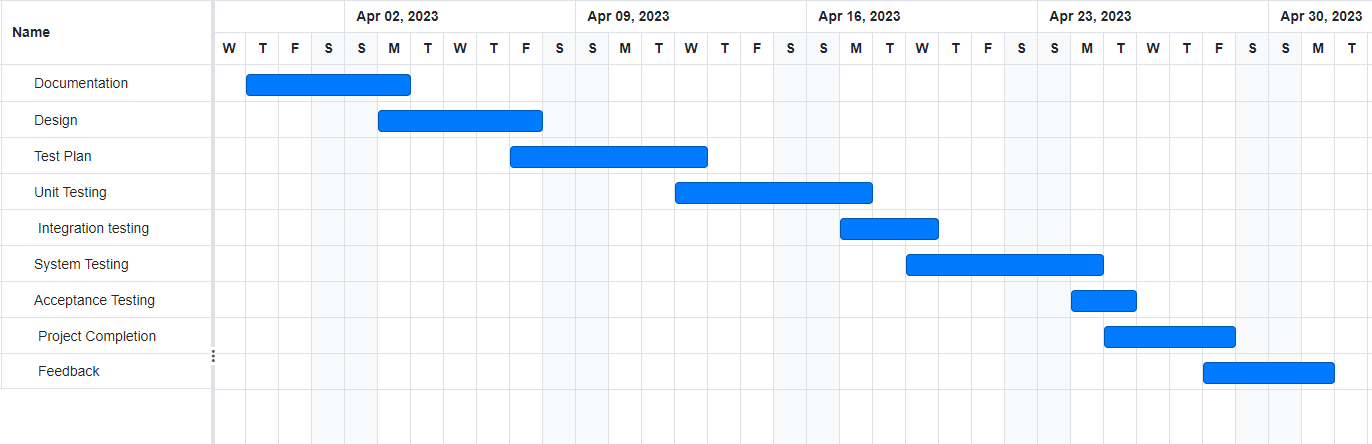 Name
Apr 02, 2023 Apr 09, 2023 Apr 16, 2023 Apr 23, 2023 Apr 30, 2023
W T F S S M T W T F S S M T W T F S S M T W T F S S M T W T F S S M T
Documentation
Design
Test Plan
Unit Testing
Integration testing
System Testing
Acceptance Testing
Project Completion
Feedback